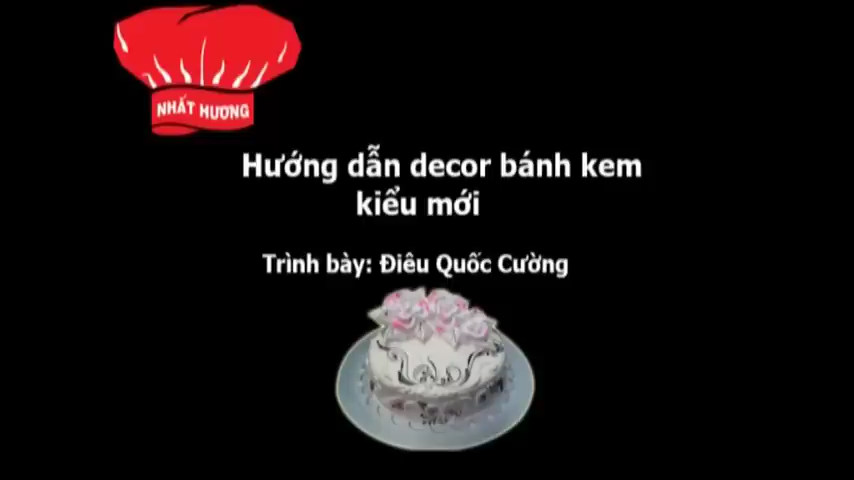 NHẤT HƯƠNG
Hướng dẫn decor bánh kem
kiểu mới
Trình bày: Điêu Quốc Cường